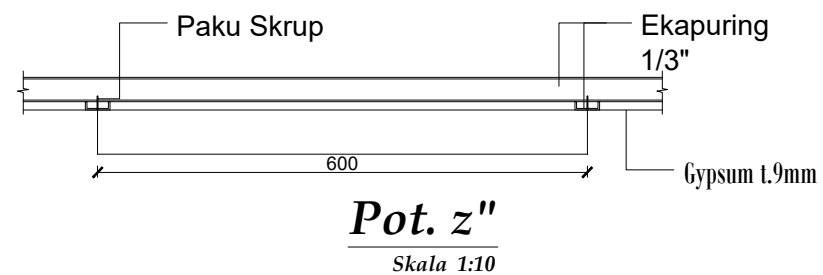 Paku Skrup
Ekapuring
1/3"
600
Gypsum t.9mm
Pot. z"
Skala 1:10